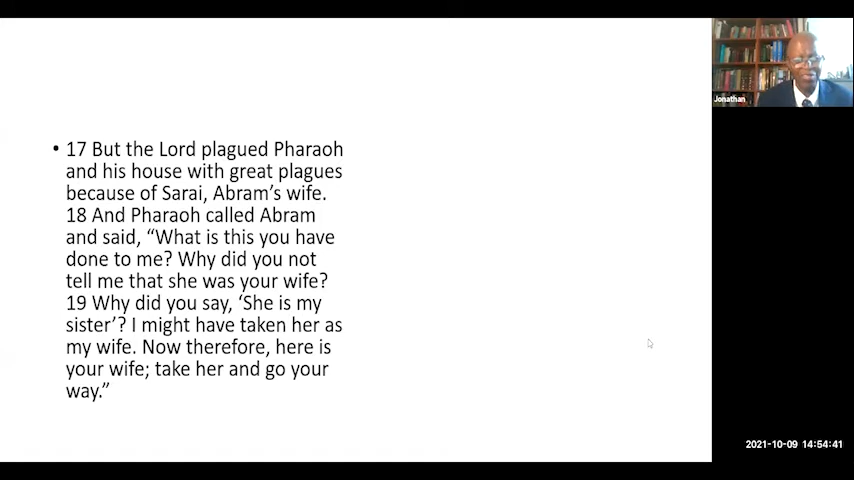 • 17 But the Lord plagued Pharaoh
and his house with great plagues
because of Sarai, Abram’s wife.
18 And Pharaoh called Abram
and said, “What is this you have
done to me? Why did you not
tell me that she was your wife?
19 Why did you say, ‘She is my
sister’? I might have taken her as
my wife. Now therefore, here is
your wife; take her and go your
way.”
Jonathan
2021-10-09 14:54:41